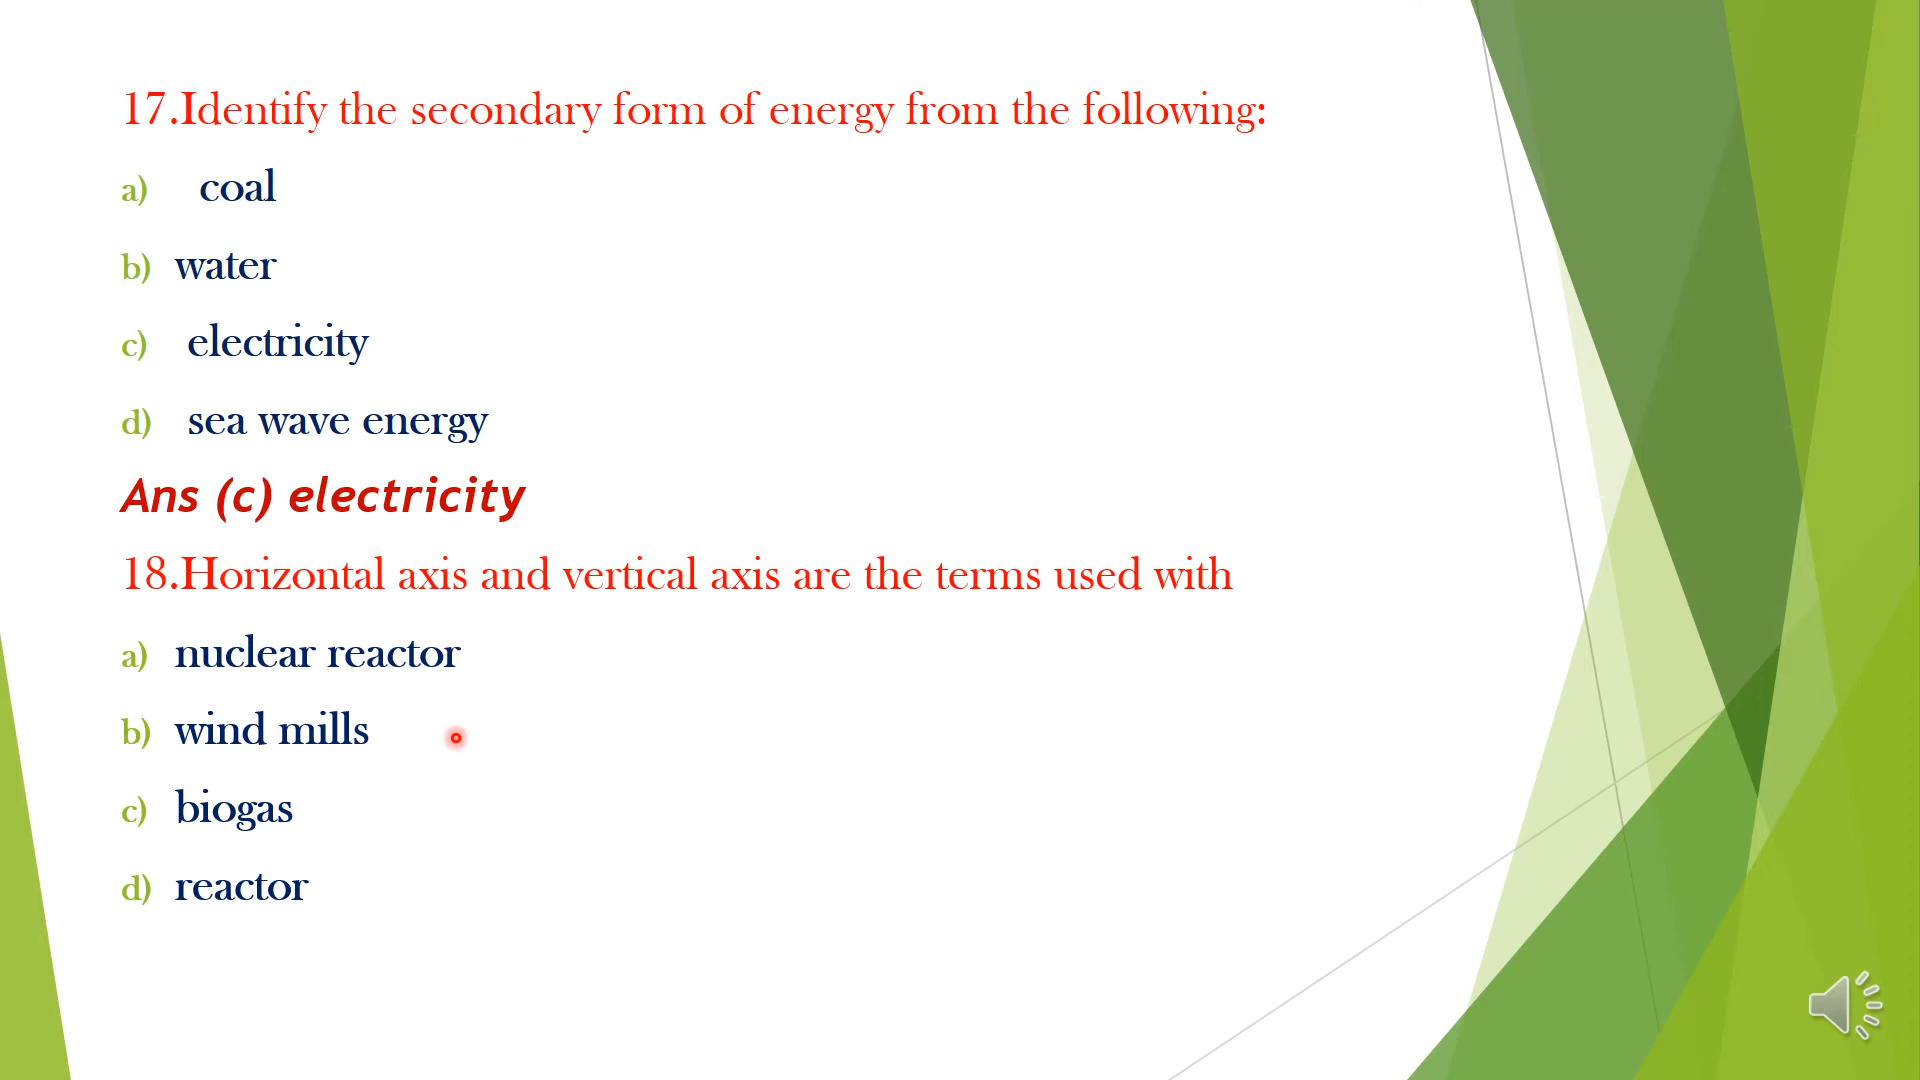 17.Identify the secondary form of energy from the following:
a) coal
b) water
c) electricity
d) sea wave energy
Ans (c) electricity
18.Horizontal axis and vertical axis are the terms used with
a) nuclear reactor
b) wind mills
c) biogas
d) reactor